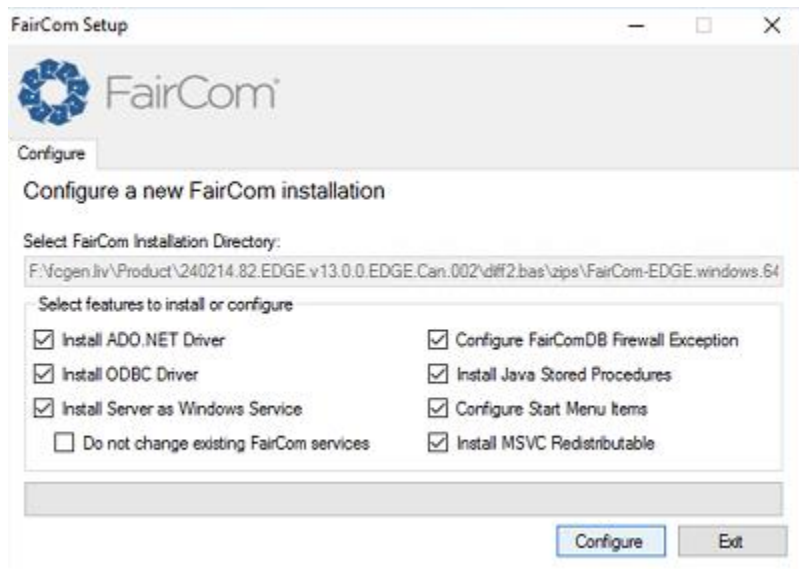 FairCom Setup
FairCom
Configure
Configure a new FairCom installation
Select FairCom Installation Directory:
F:\fcgen.liv\Product\240214.82.EDGE.v13.0.0.EDGE.Can.002\diff2.bas\zips\FairCom-EDGE.windows.64
Select features to install or configure
Install ADO.NET Driver
Configure FairComDB Firewall Exception
Install ODBC Driver
Install Java Stored Procedures
Install Server as Windows Service
Configure Start Menu Items
Do not change existing FairCom services
Install MSVC Redistributable
Configure
Exit